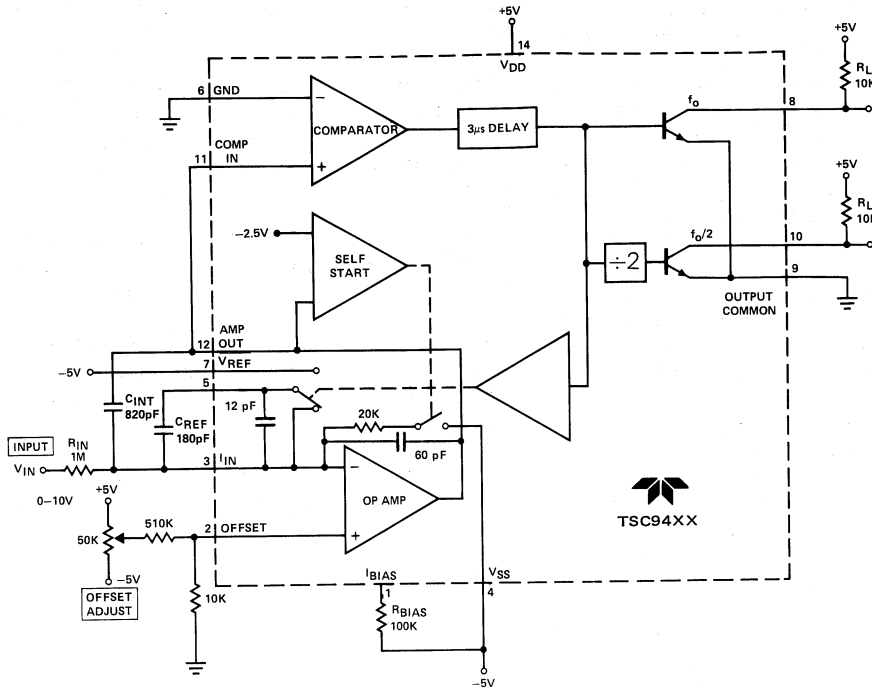 +5V
14
VDD
+5V
RL
10K
6 GND
COMPARATOR
−
+
3μs DELAY
fo
8
11
COMP
IN
+5V
RL
10K
−2.5V
SELF
START
÷2
fo/2
10
9
OUTPUT
COMMON
12
AMP
OUT
−5V
7
VREF
5
CINT
820pF
CREF
180pF
12 pF
20K
60 pF
INPUT
VIN
RIN
1M
3
IIN
−
OP AMP
+
0–10V
+5V
50K
510K
2 OFFSET
−5V
OFFSET
ADJUST
10K
TSC94XX
IBIAS
1
RBIAS
100K
VSS
4
−5V